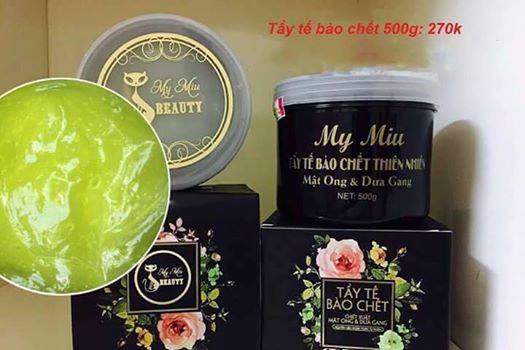 Tẩy tế bào chết 500g: 270k
My Miu
BEAUTY
My Miu
TẨY TẾ BÀO CHẾT THIÊN NHIÊN
Mật Ong & Dưa Gang
NET: 500g
My Miu
BEAUTY
TẨY TẾ
BÀO CHẾT
CHIẾT XUẤT
MẬT ONG & DƯA GANG